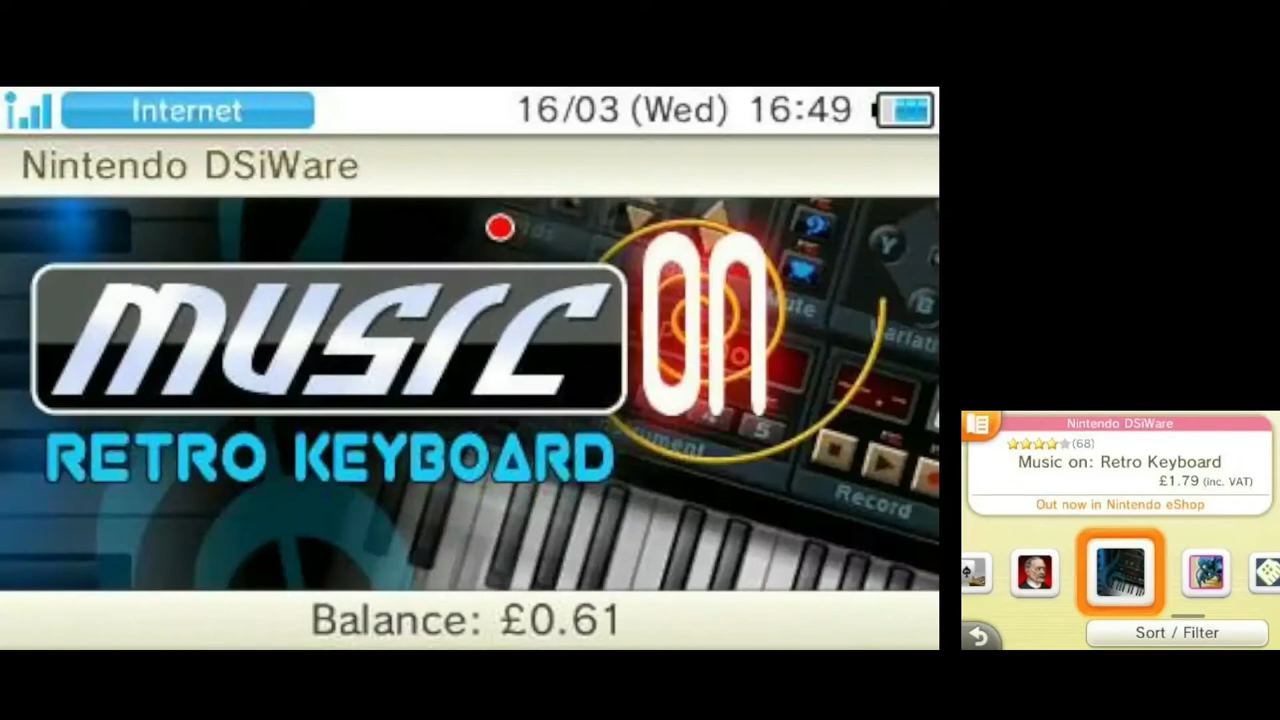 Internet
16/03 (Wed) 16:49
Nintendo DSiWare
MUSIC
on
RETRO KEYBOARD
Y
B
Record
Balance: £0.61
Nintendo DSiWare
(68)
Music on: Retro Keyboard
£1.79 (inc. VAT)
Out now in Nintendo eShop
Sort / Filter